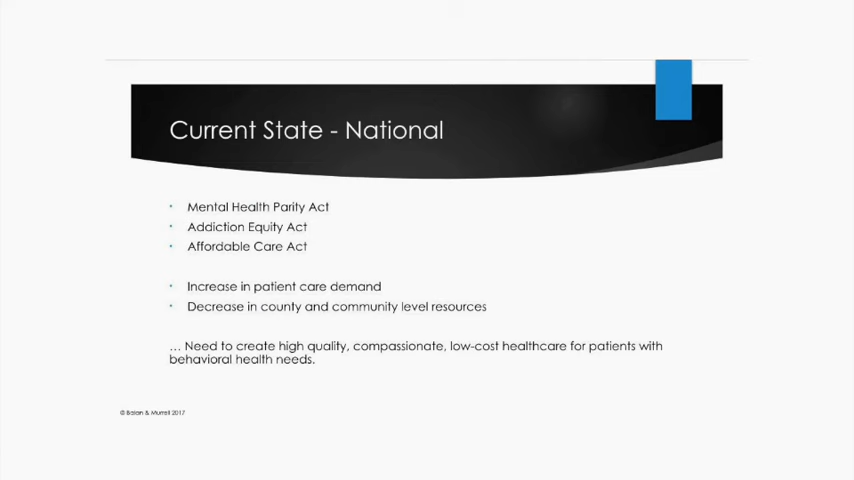 Current State - National
• Mental Health Parity Act
• Addiction Equity Act
• Affordable Care Act
• Increase in patient care demand
• Decrease in county and community level resources
… Need to create high quality, compassionate, low-cost healthcare for patients with
behavioral health needs.
© Balan & Murrell 2017